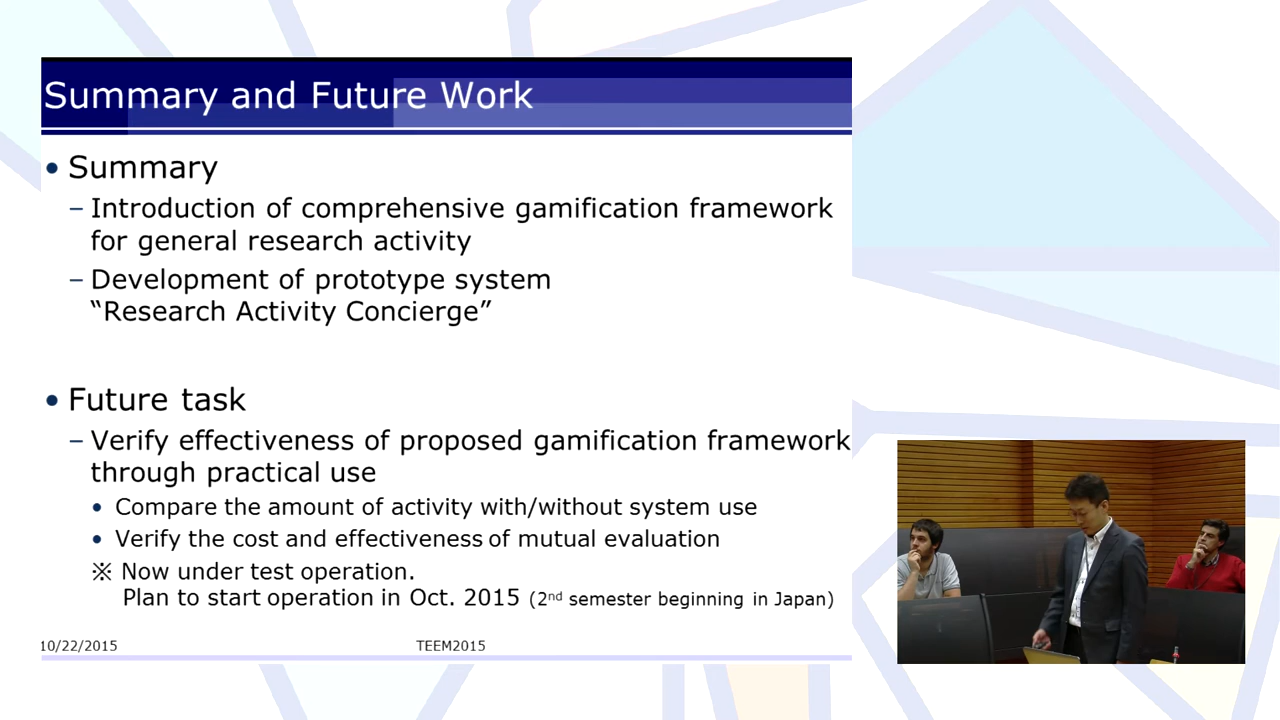 Summary and Future Work
• Summary
– Introduction of comprehensive gamification framework
for general research activity
– Development of prototype system
“Research Activity Concierge”
• Future task
– Verify effectiveness of proposed gamification framework
through practical use
• Compare the amount of activity with/without system use
• Verify the cost and effectiveness of mutual evaluation
※ Now under test operation.
Plan to start operation in Oct. 2015 (2nd semester beginning in Japan)
10/22/2015 TEEM2015